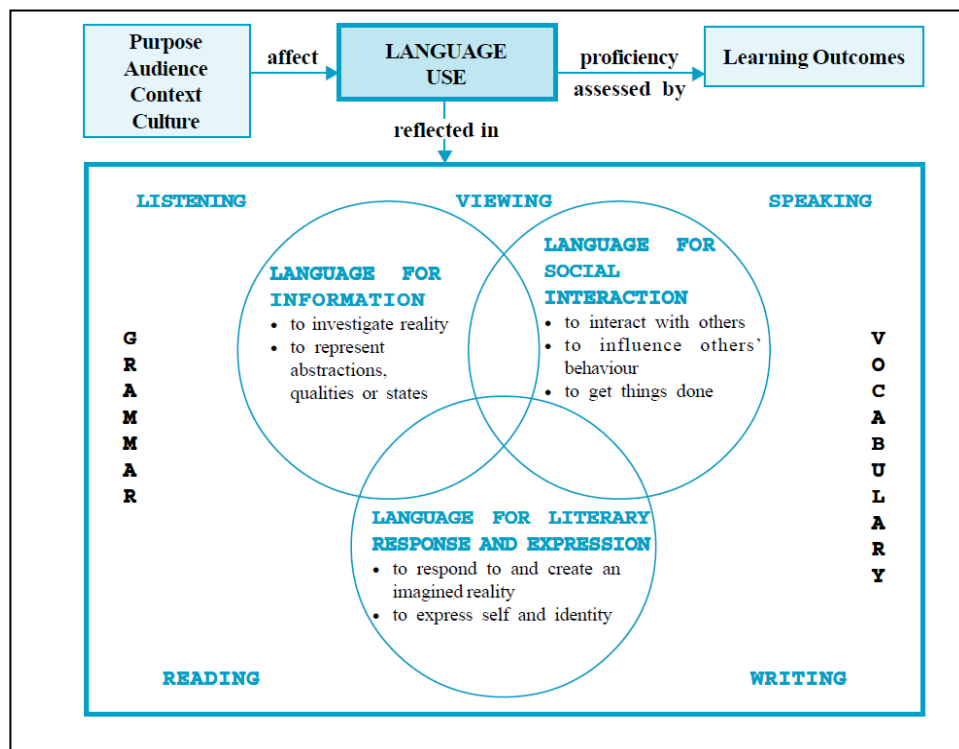 Purpose
Audience
Context
Culture
affect
LANGUAGE
USE
proficiency
assessed by
Learning Outcomes
reflected in
LISTENING
VIEWING
SPEAKING
LANGUAGE FOR
INFORMATION
• to investigate reality
• to represent
abstractions,
qualities or states
LANGUAGE FOR
SOCIAL
INTERACTION
• to interact with others
• to influence others’
behaviour
• to get things done
GRAMMAR
VOCABULARY
LANGUAGE FOR LITERARY
RESPONSE AND EXPRESSION
• to respond to and create an
imagined reality
• to express self and identity
READING
WRITING